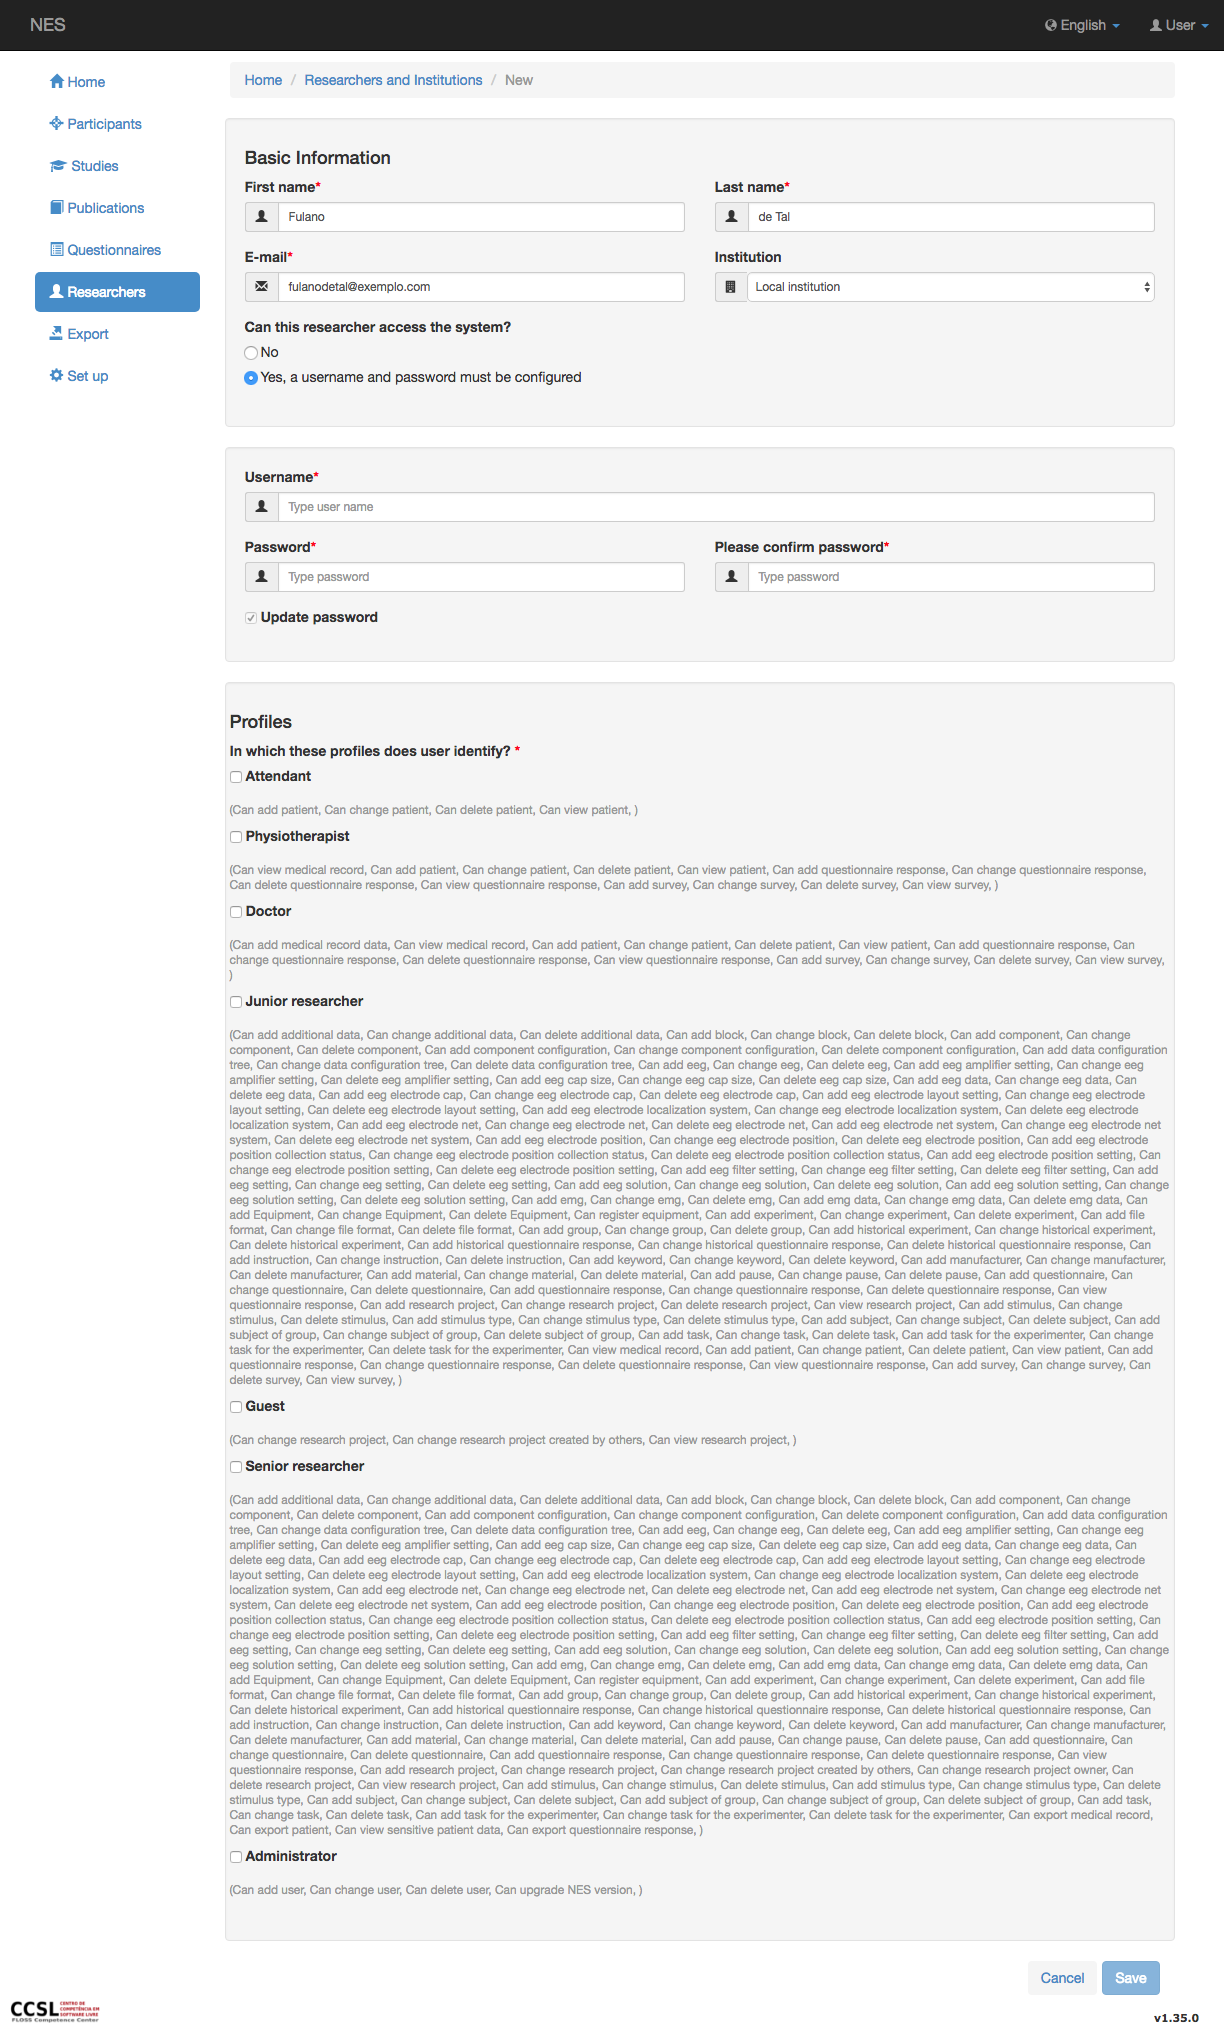 NES
English
User
Home
Participants
Studies
Publications
Questionnaires
Researchers
Export
Set up
Home / Researchers and Institutions / New
Basic Information
First name*
Last name*
Fulano
de Tal
E-mail*
Institution
fulanodetal@exemplo.com
Local institution
Can this researcher access the system?
No
Yes, a username and password must be configured
Username*
Type user name
Password*
Please confirm password*
Type password
Type password
Update password
Profiles
In which these profiles does user identify? *
Attendant
(Can add patient, Can change patient, Can delete patient, Can view patient, )
Physiotherapist
(Can view medical record, Can add patient, Can change patient, Can delete patient, Can view patient, Can add questionnaire response, Can change questionnaire response,
Can delete questionnaire response, Can view questionnaire response, Can add survey, Can change survey, Can delete survey, Can view survey, )
Doctor
(Can add medical record data, Can view medical record, Can add patient, Can change patient, Can delete patient, Can view patient, Can add questionnaire response, Can
change questionnaire response, Can delete questionnaire response, Can view questionnaire response, Can add survey, Can change survey, Can delete survey, Can view survey,
)
Junior researcher
(Can add additional data, Can change additional data, Can delete additional data, Can add block, Can change block, Can delete block, Can add component, Can change
component, Can delete component, Can add component configuration, Can change component configuration, Can delete component configuration, Can add data configuration
tree, Can change data configuration tree, Can delete data configuration tree, Can add eeg, Can change eeg, Can delete eeg, Can add eeg amplifier setting, Can change eeg
amplifier setting, Can delete eeg amplifier setting, Can add eeg cap size, Can change eeg cap size, Can delete eeg cap size, Can add eeg data, Can change eeg data, Can
delete eeg data, Can add eeg electrode cap, Can change eeg electrode cap, Can delete eeg electrode cap, Can add eeg electrode layout setting, Can change eeg electrode
layout setting, Can delete eeg electrode layout setting, Can add eeg electrode localization system, Can change eeg electrode localization system, Can delete eeg electrode
localization system, Can add eeg electrode net, Can change eeg electrode net, Can delete eeg electrode net, Can add eeg electrode net system, Can change eeg electrode net
system, Can delete eeg electrode net system, Can add eeg electrode position, Can change eeg electrode position, Can delete eeg electrode position, Can add eeg electrode
position collection status, Can change eeg electrode position collection status, Can delete eeg electrode position collection status, Can add eeg electrode position setting, Can
change eeg electrode position setting, Can delete eeg electrode position setting, Can add eeg filter setting, Can change eeg filter setting, Can delete eeg filter setting, Can add
eeg setting, Can change eeg setting, Can delete eeg setting, Can add eeg solution, Can change eeg solution, Can delete eeg solution, Can add eeg solution setting, Can change
eeg solution setting, Can delete eeg solution setting, Can add emg, Can change emg, Can delete emg, Can add emg data, Can change emg data, Can delete emg data, Can
add Equipment, Can change Equipment, Can delete Equipment, Can register equipment, Can add experiment, Can change experiment, Can delete experiment, Can add file
format, Can change file format, Can delete file format, Can add group, Can change group, Can delete group, Can add historical experiment, Can change historical experiment,
Can delete historical experiment, Can add historical questionnaire response, Can change historical questionnaire response, Can delete historical questionnaire response, Can
add instruction, Can change instruction, Can delete instruction, Can add keyword, Can change keyword, Can delete keyword, Can add manufacturer, Can change manufacturer,
Can delete manufacturer, Can add material, Can change material, Can delete material, Can add pause, Can change pause, Can delete pause, Can add questionnaire, Can
change questionnaire, Can delete questionnaire, Can add questionnaire response, Can change questionnaire response, Can delete questionnaire response, Can view
questionnaire response, Can add research project, Can change research project, Can delete research project, Can view research project, Can add stimulus, Can change
stimulus, Can delete stimulus, Can add stimulus type, Can change stimulus type, Can delete stimulus type, Can add subject, Can change subject, Can delete subject, Can add
subject of group, Can change subject of group, Can delete subject of group, Can add task, Can change task, Can delete task, Can add task for the experimenter, Can change
task for the experimenter, Can delete task for the experimenter, Can view medical record, Can add patient, Can change patient, Can delete patient, Can view patient, Can add
questionnaire response, Can change questionnaire response, Can delete questionnaire response, Can view questionnaire response, Can add survey, Can change survey, Can
delete survey, Can view survey, )
Guest
(Can change research project, Can change research project created by others, Can view research project, )
Senior researcher
(Can add additional data, Can change additional data, Can delete additional data, Can add block, Can change block, Can delete block, Can add component, Can change
component, Can delete component, Can add component configuration, Can change component configuration, Can delete component configuration, Can add data configuration
tree, Can change data configuration tree, Can delete data configuration tree, Can add eeg, Can change eeg, Can delete eeg, Can add eeg amplifier setting, Can change eeg
amplifier setting, Can delete eeg amplifier setting, Can add eeg cap size, Can change eeg cap size, Can delete eeg cap size, Can add eeg data, Can change eeg data, Can
delete eeg data, Can add eeg electrode cap, Can change eeg electrode cap, Can delete eeg electrode cap, Can add eeg electrode layout setting, Can change eeg electrode
layout setting, Can delete eeg electrode layout setting, Can add eeg electrode localization system, Can change eeg electrode localization system, Can delete eeg electrode
localization system, Can add eeg electrode net, Can change eeg electrode net, Can delete eeg electrode net, Can add eeg electrode net system, Can change eeg electrode net
system, Can delete eeg electrode net system, Can add eeg electrode position, Can change eeg electrode position, Can delete eeg electrode position, Can add eeg electrode
position collection status, Can change eeg electrode position collection status, Can delete eeg electrode position collection status, Can add eeg electrode position setting, Can
change eeg electrode position setting, Can delete eeg electrode position setting, Can add eeg filter setting, Can change eeg filter setting, Can delete eeg filter setting, Can add
eeg setting, Can change eeg setting, Can delete eeg setting, Can add eeg solution, Can change eeg solution, Can delete eeg solution, Can add eeg solution setting, Can change
eeg solution setting, Can delete eeg solution setting, Can add emg, Can change emg, Can delete emg, Can add emg data, Can change emg data, Can delete emg data, Can
add Equipment, Can change Equipment, Can delete Equipment, Can register equipment, Can add experiment, Can change experiment, Can delete experiment, Can add file
format, Can change file format, Can delete file format, Can add group, Can change group, Can delete group, Can add historical experiment, Can change historical experiment,
Can delete historical experiment, Can add historical questionnaire response, Can change historical questionnaire response, Can delete historical questionnaire response, Can
add instruction, Can change instruction, Can delete instruction, Can add keyword, Can change keyword, Can delete keyword, Can add manufacturer, Can change manufacturer,
Can delete manufacturer, Can add material, Can change material, Can delete material, Can add pause, Can change pause, Can delete pause, Can add questionnaire, Can
change questionnaire, Can delete questionnaire, Can add questionnaire response, Can change questionnaire response, Can delete questionnaire response, Can view
questionnaire response, Can add research project, Can change research project, Can change research project created by others, Can change research project owner, Can
delete research project, Can view research project, Can add stimulus, Can change stimulus, Can delete stimulus, Can add stimulus type, Can change stimulus type, Can delete
stimulus type, Can add subject, Can change subject, Can delete subject, Can add subject of group, Can change subject of group, Can delete subject of group, Can add task,
Can change task, Can delete task, Can add task for the experimenter, Can change task for the experimenter, Can delete task for the experimenter, Can export medical record,
Can export patient, Can view sensitive patient data, Can export questionnaire response, )
Administrator
(Can add user, Can change user, Can delete user, Can upgrade NES version, )
Cancel
Save
CCSL CENTRO DE
COMPETÊNCIA EM
SOFTWARE LIVRE
FLOSS Competence Center
v1.35.0